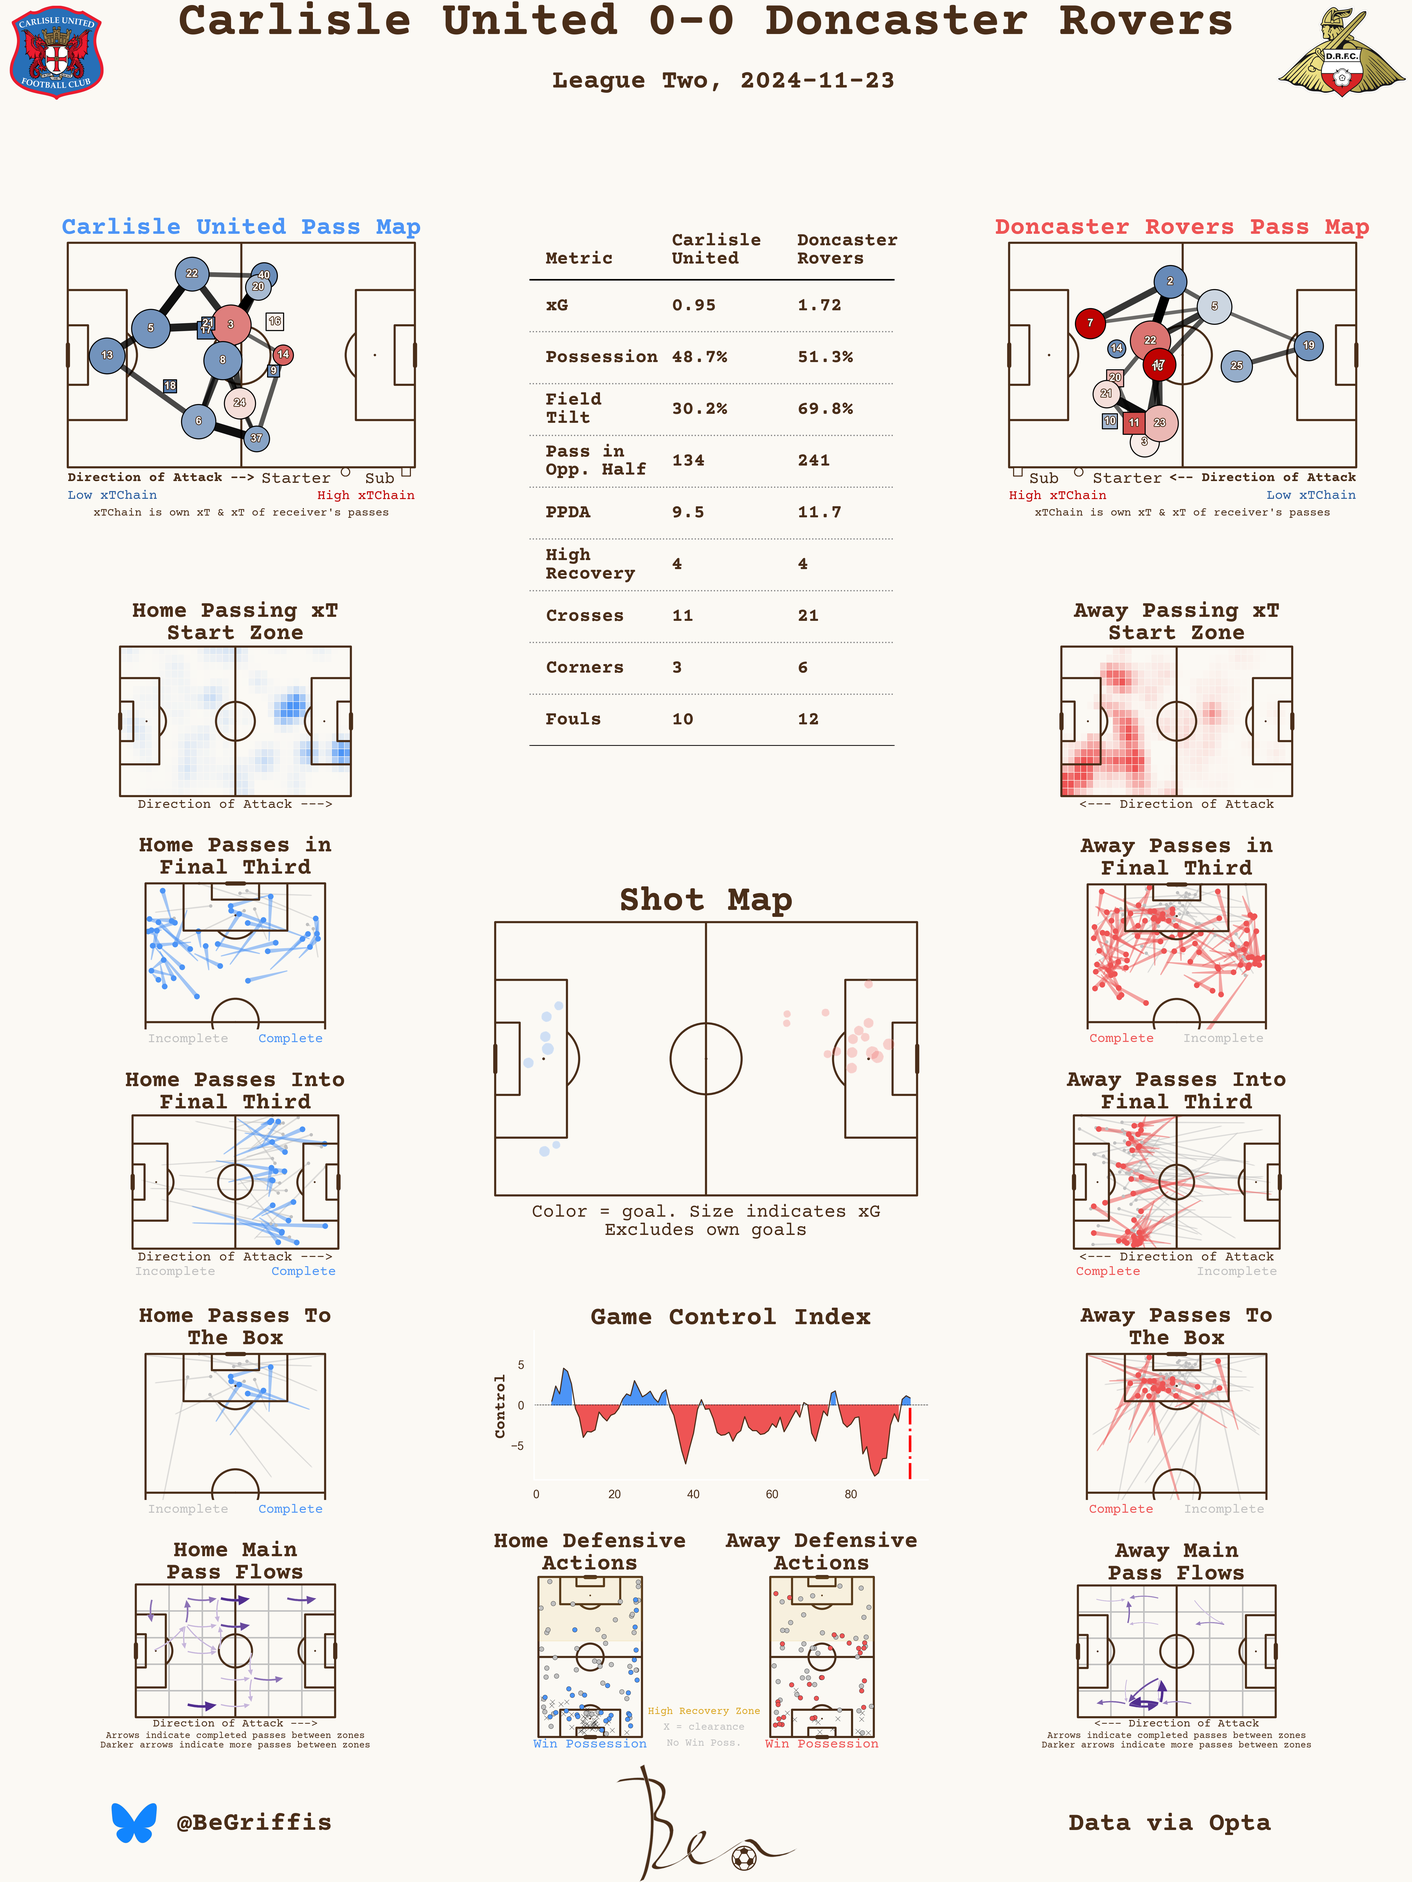 Carlisle United 0-0 Doncaster Rovers
League Two, 2024-11-23
CARLISLE UNITED
FOOTBALL CLUB
D.R.F.C.
Carlisle United Pass Map
22
40
20
5
21
17
3
16
13
8
14
9
18
24
6
37
Direction of Attack --> Starter Sub
Low xTChain High xTChain
xTChain is own xT & xT of receiver's passes
Metric Carlisle United Doncaster Rovers
xG 0.95 1.72
Possession 48.7% 51.3%
Field Tilt 30.2% 69.8%
Pass in Opp. Half 134 241
PPDA 9.5 11.7
High Recovery 4 4
Crosses 11 21
Corners 3 6
Fouls 10 12
Doncaster Rovers Pass Map
2
5
7
22
14
19
17
25
20
21
10
11
23
3
Sub Starter <-- Direction of Attack
High xTChain Low xTChain
xTChain is own xT & xT of receiver's passes
Home Passing xT
Start Zone
Direction of Attack --->
Away Passing xT
Start Zone
<--- Direction of Attack
Home Passes in
Final Third
Incomplete Complete
Away Passes in
Final Third
Complete Incomplete
Shot Map
Color = goal. Size indicates xG
Excludes own goals
Home Passes Into
Final Third
Direction of Attack --->
Incomplete Complete
Away Passes Into
Final Third
<--- Direction of Attack
Complete Incomplete
Home Passes To
The Box
Incomplete Complete
Game Control Index
Control
5
0
−5
0 20 40 60 80
Away Passes To
The Box
Complete Incomplete
Home Main
Pass Flows
Direction of Attack --->
Arrows indicate completed passes between zones
Darker arrows indicate more passes between zones
Home Defensive
Actions
Win Possession
Away Defensive
Actions
Win Possession
High Recovery Zone
X = clearance
No Win Poss.
Away Main
Pass Flows
<--- Direction of Attack
Arrows indicate completed passes between zones
Darker arrows indicate more passes between zones
@BeGriffis
Ben
Data via Opta